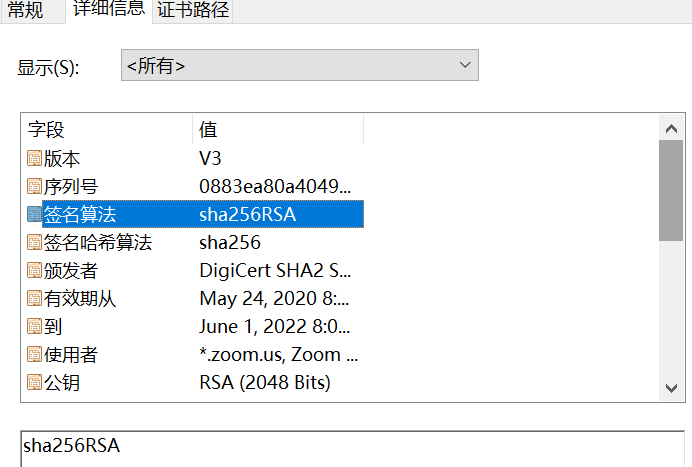 常规 详细信息 证书路径
显示(S): <所有>
字段 值
版本 V3
序列号 0883ea80a4049...
签名算法 sha256RSA
签名哈希算法 sha256
颁发者 DigiCert SHA2 S...
有效期从 May 24, 2020 8:...
到 June 1, 2022 8:0...
使用者 *.zoom.us, Zoom ...
公钥 RSA (2048 Bits)
sha256RSA